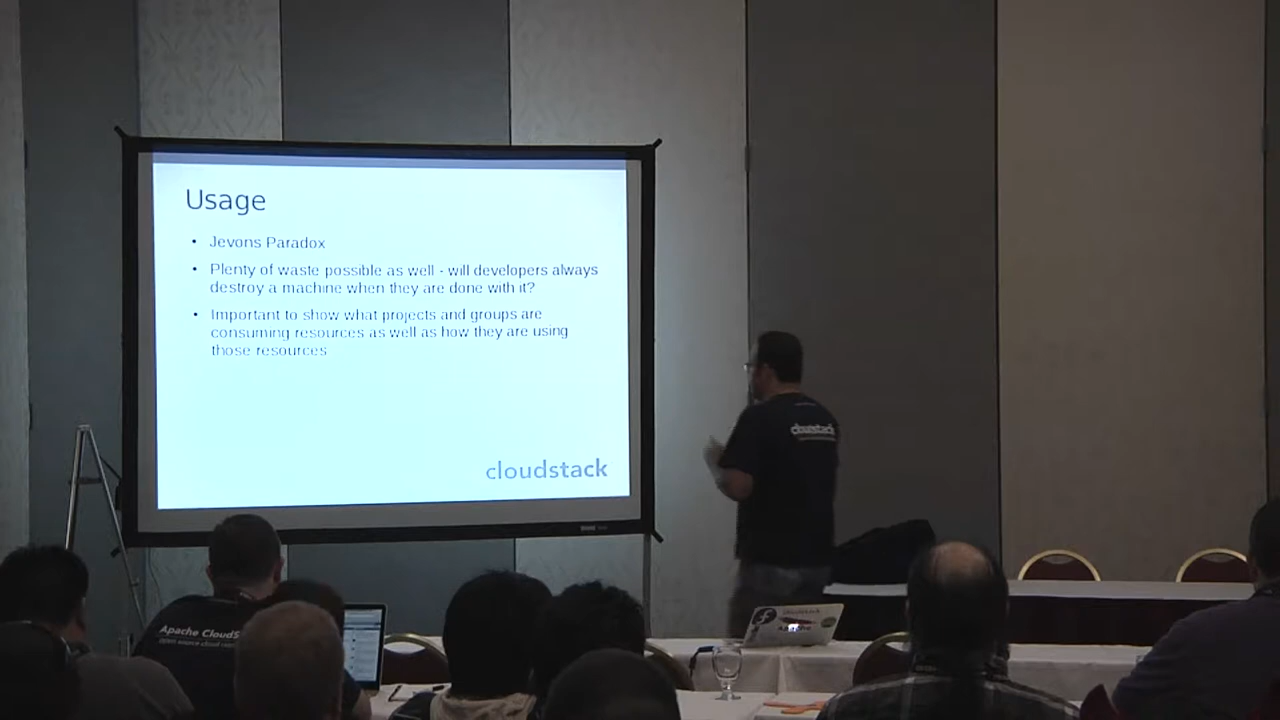 Usage
• Jevons Paradox
• Plenty of waste possible as well - will developers always
destroy a machine when they are done with it?
• Important to show what projects and groups are
consuming resources as well as how they are using
those resources
cloudstack
cloudstack
Apache CloudS
cloudstack